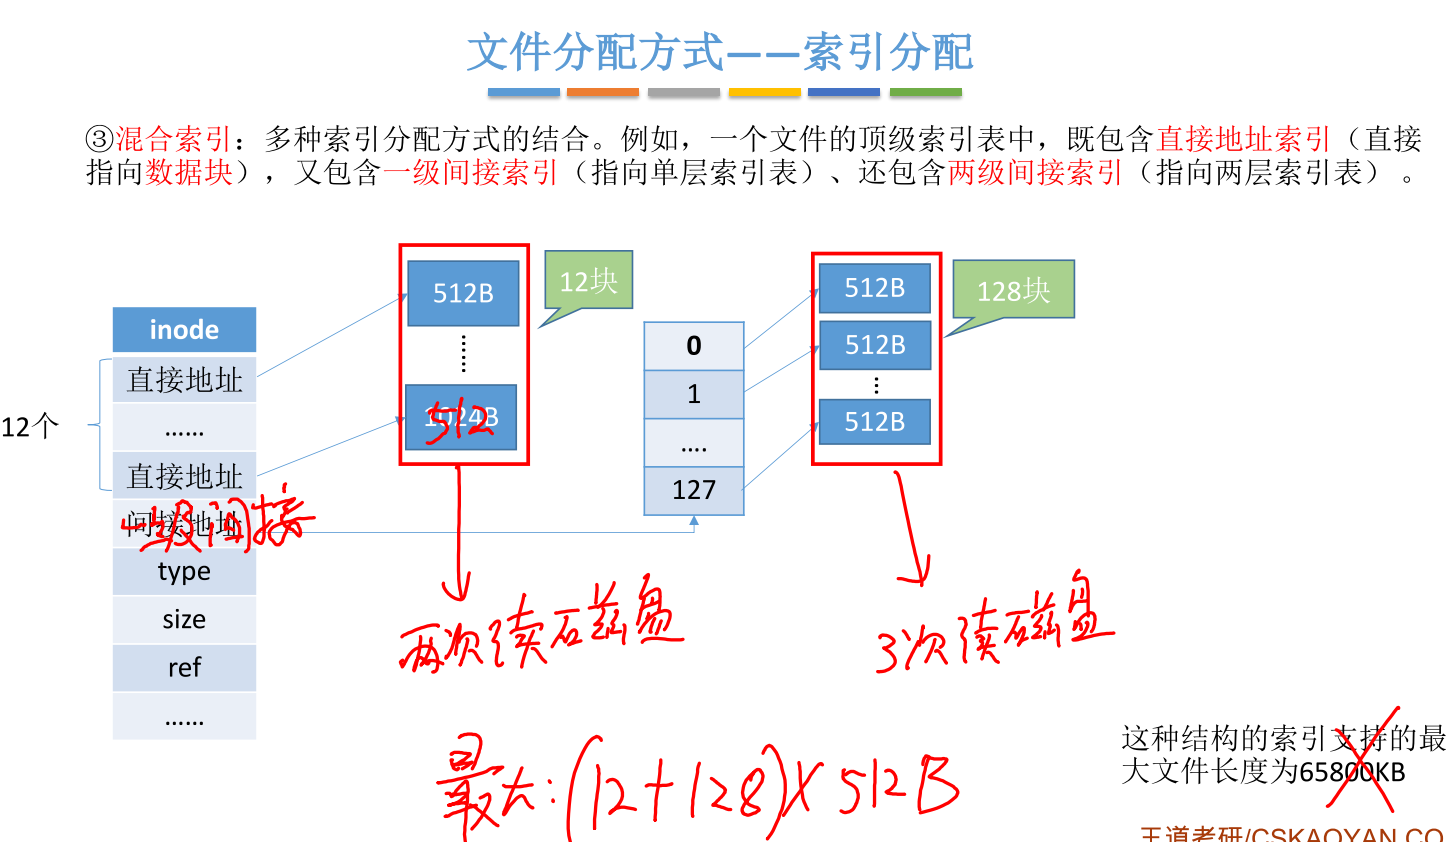 文件分配方式——索引分配
③混合索引：多种索引分配方式的结合。例如，一个文件的顶级索引表中，既包含直接地址索引（直接
指向数据块），又包含一级间接索引（指向单层索引表）、还包含两级间接索引（指向两层索引表）。
12个
inode
直接地址
……
直接地址
间接地址
一级间接
type
size
ref
……
512B
1024B
512
12块
0
1
….
127
512B
512B
512B
128块
两次读磁盘
3次读磁盘
最大:(12+128)×512B
这种结构的索引支持的最
大文件长度为65800KB
王道考研/CSKAOYAN.CO